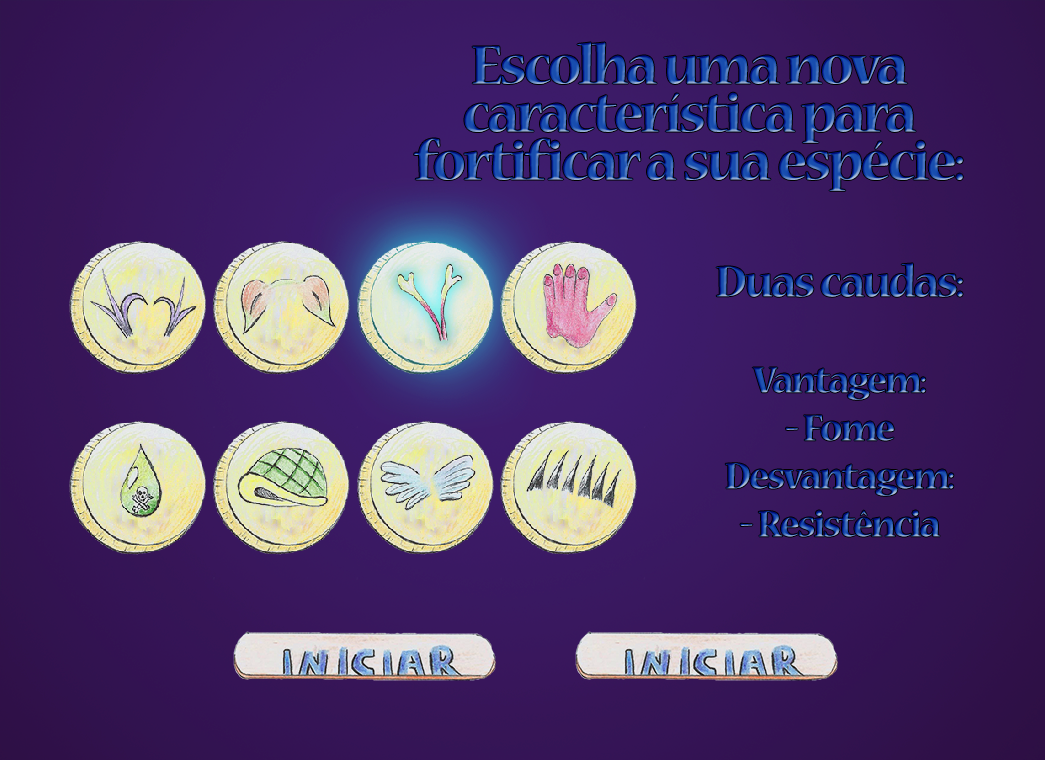 Escolha uma nova
característica para
fortificar a sua espécie:
Duas caudas:
Vantagem:
- Fome
Desvantagem:
- Resistência
INICIAR
INICIAR